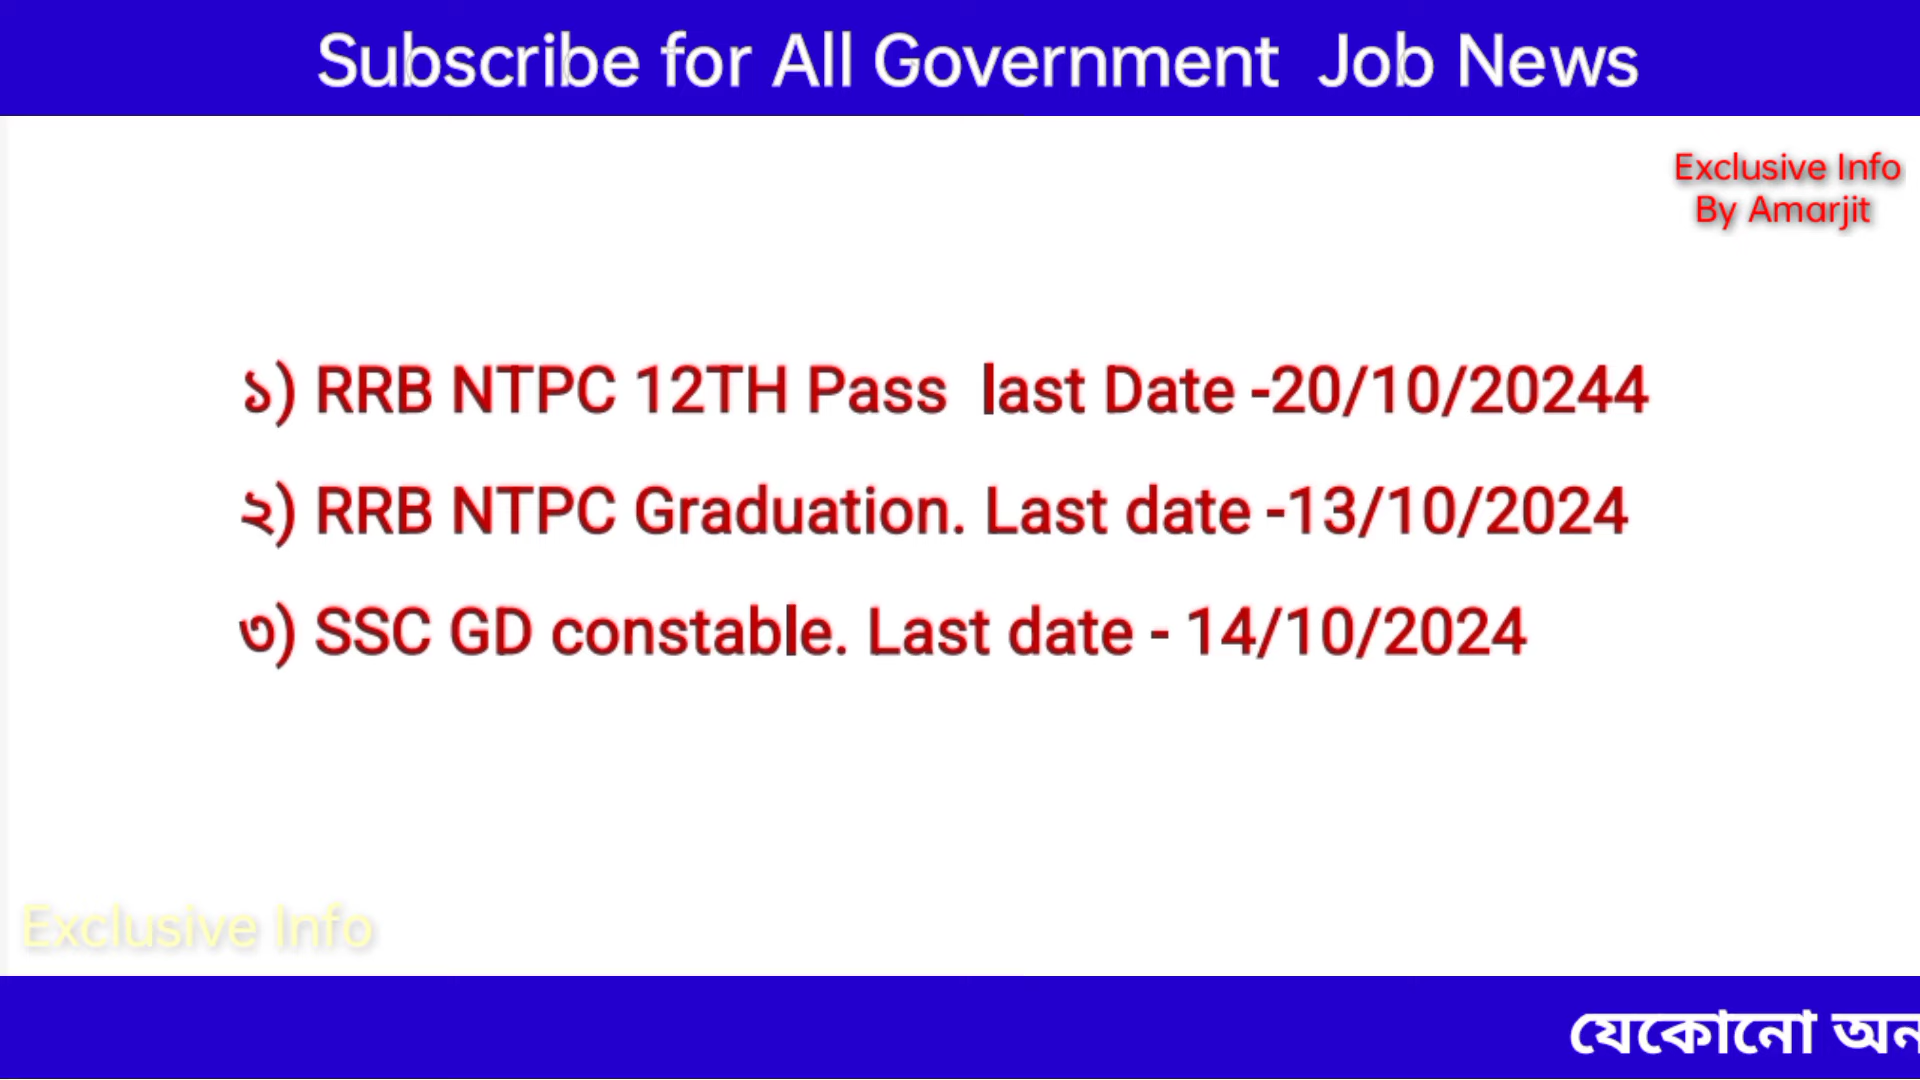 Subscribe for All Government Job News
Exclusive Info
By Amarjit
১) RRB NTPC 12TH Pass last Date -20/10/20244
২) RRB NTPC Graduation. Last date -13/10/2024
৩) SSC GD constable. Last date - 14/10/2024
Exclusive Info
যেকোনো